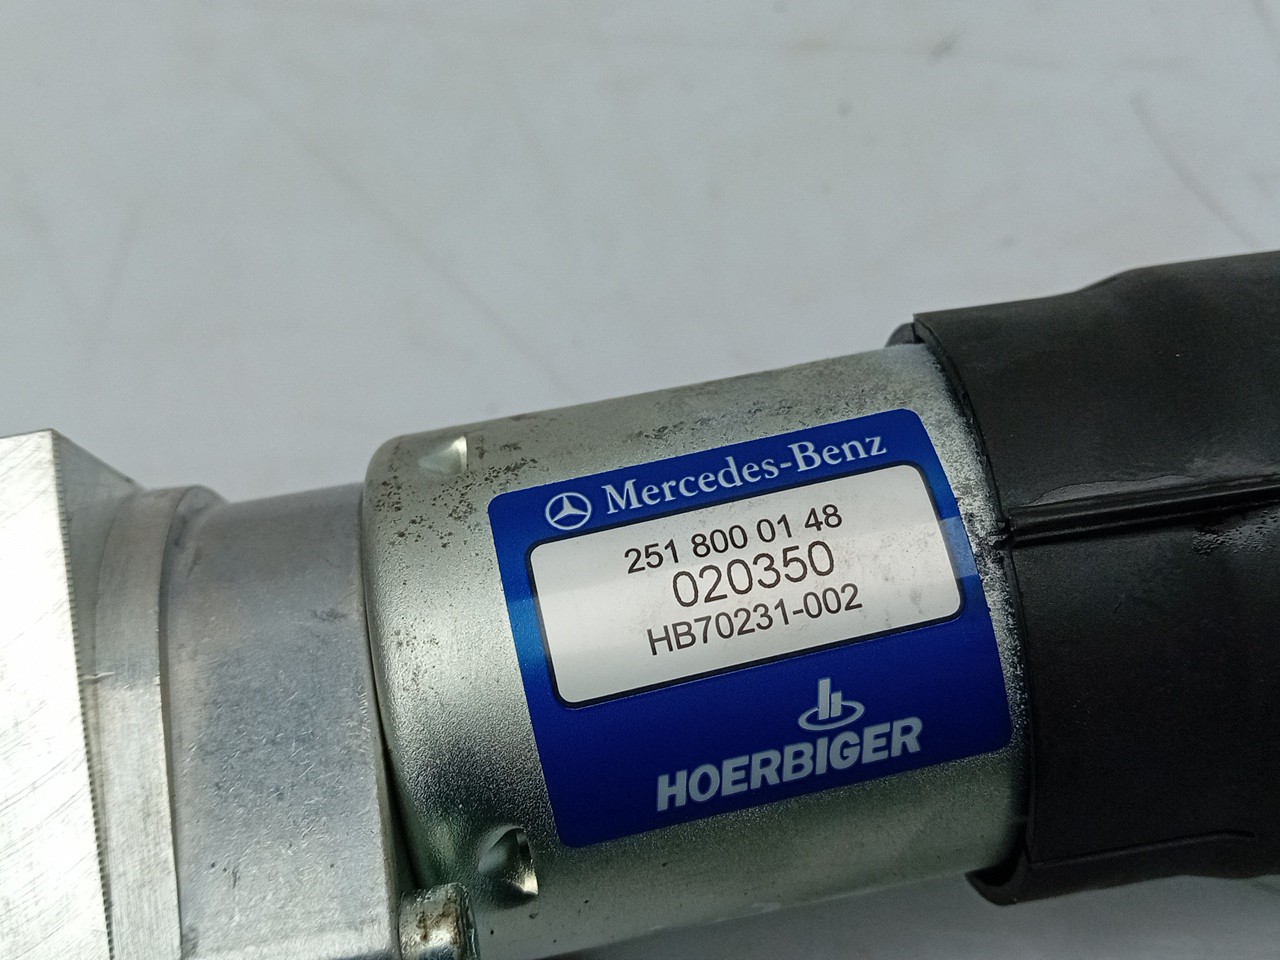 Mercedes-Benz
251 800 01 48
020350
HB70231-002
HOERBIGER